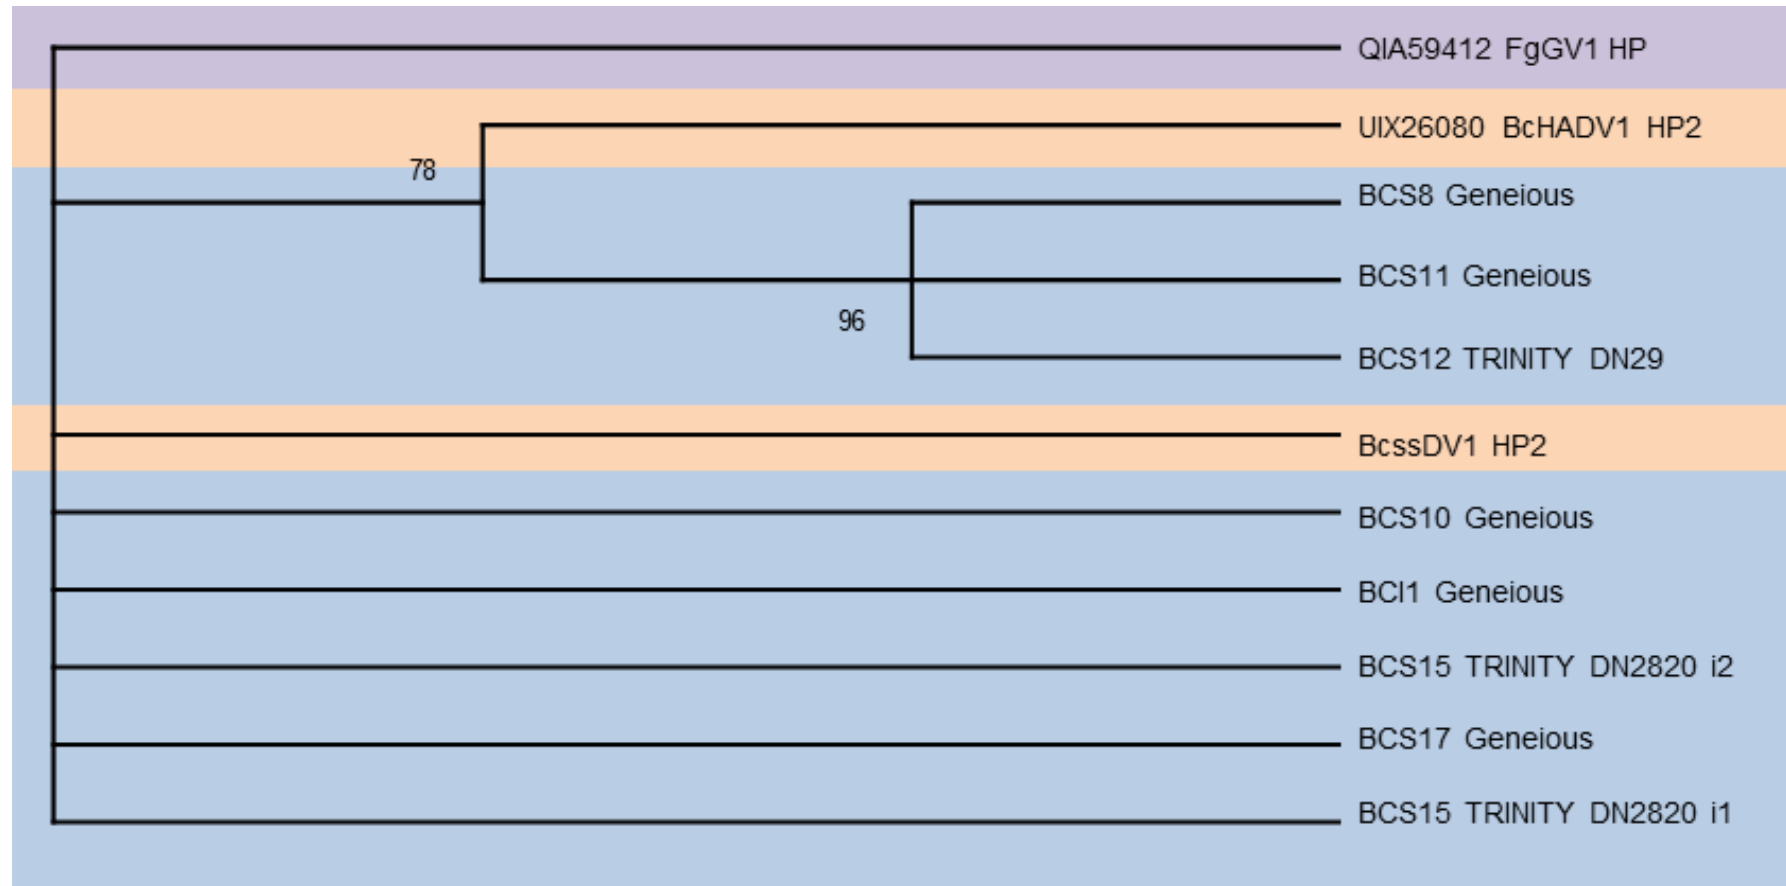 QIA59412 FgGV1 HP
UIX26080 BcHADV1 HP2
78
BCS8 Geneious
BCS11 Geneious
96
BCS12 TRINITY DN29
BcssDV1 HP2
BCS10 Geneious
BCI1 Geneious
BCS15 TRINITY DN2820 i2
BCS17 Geneious
BCS15 TRINITY DN2820 i1